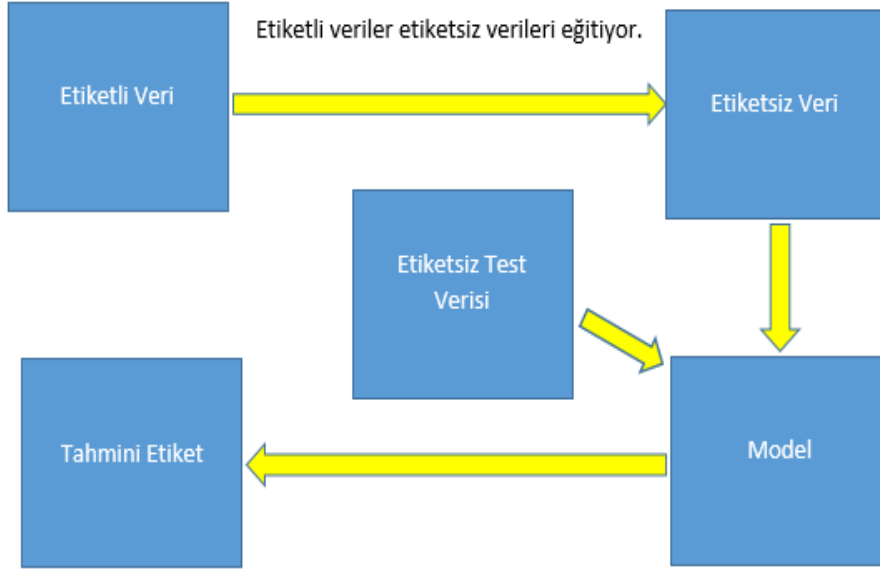 Etiketli veriler etiketsiz verileri eğitiyor.
Etiketli Veri
Etiketsiz Veri
Etiketsiz Test
Verisi
Tahmini Etiket
Model